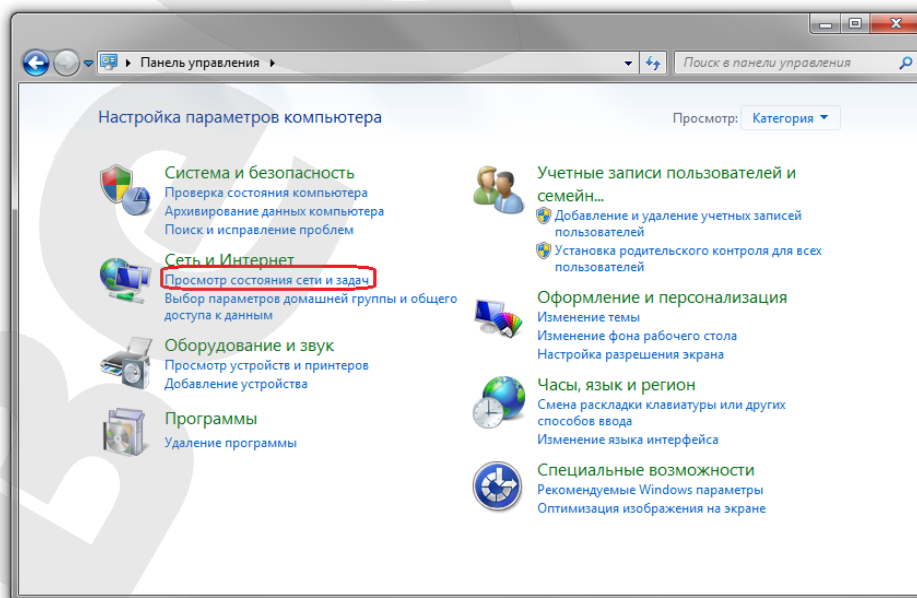 Панель управления
Поиск в панели управления
Настройка параметров компьютера
Просмотр: Категория
Система и безопасность
Проверка состояния компьютера
Архивирование данных компьютера
Поиск и исправление проблем
Сеть и Интернет
Просмотр состояния сети и задач
Выбор параметров домашней группы и общего
доступа к данным
Оборудование и звук
Просмотр устройств и принтеров
Добавление устройства
Программы
Удаление программы
Учетные записи пользователей и
семейн...
Добавление и удаление учетных записей
пользователей
Установка родительского контроля для всех
пользователей
Оформление и персонализация
Изменение темы
Изменение фона рабочего стола
Настройка разрешения экрана
Часы, язык и регион
Смена раскладки клавиатуры или других
способов ввода
Изменение языка интерфейса
Специальные возможности
Рекомендуемые Windows параметры
Оптимизация изображения на экране